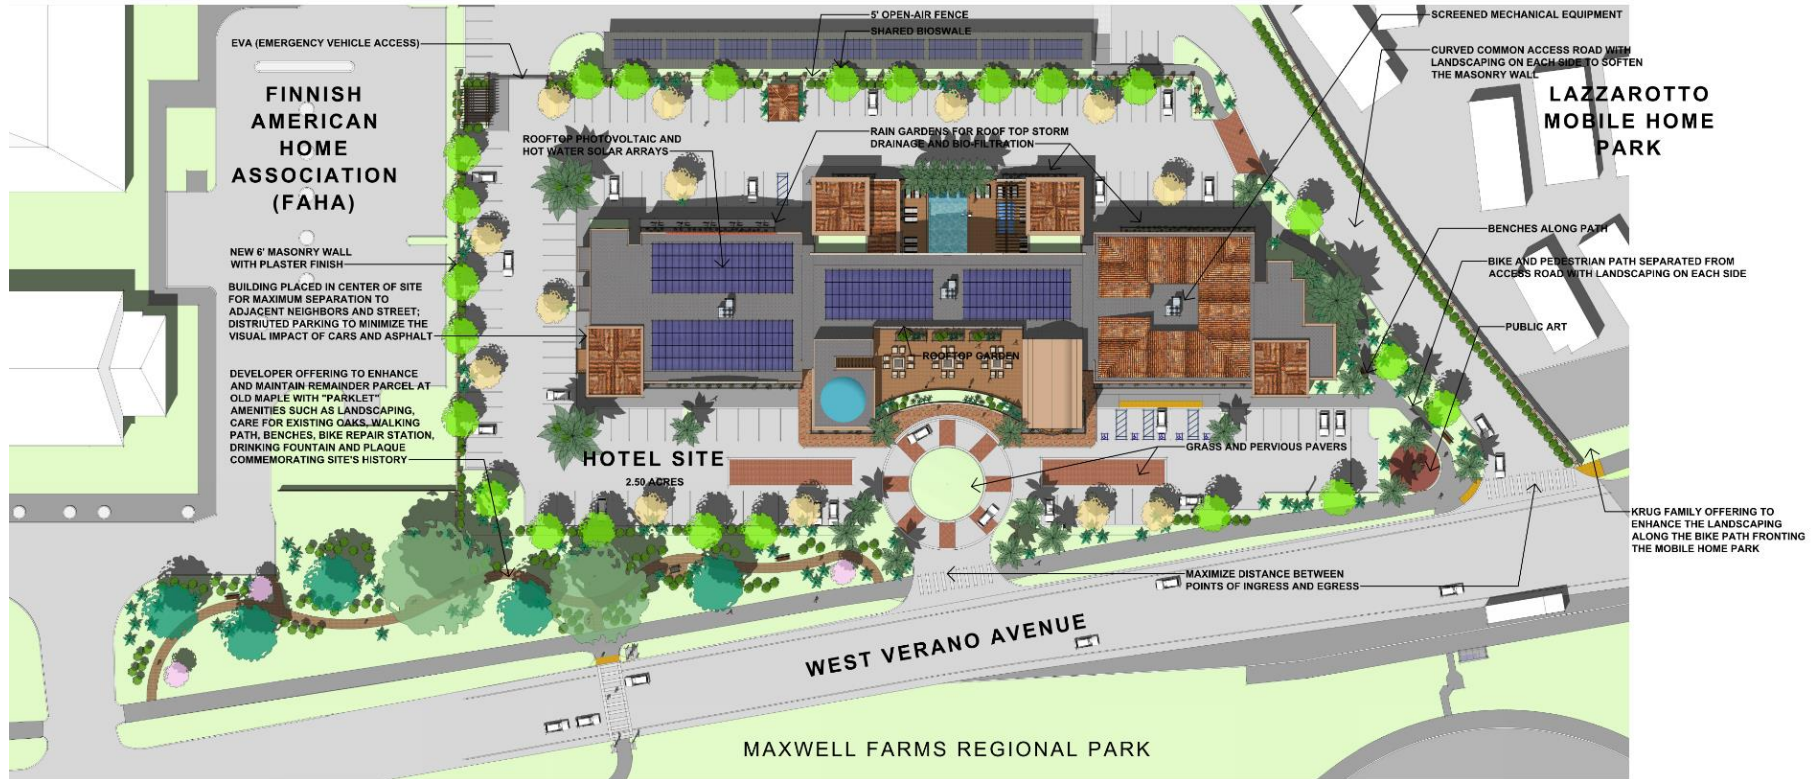 EVA (EMERGENCY VEHICLE ACCESS)
5' OPEN-AIR FENCE
SHARED BIOSWALE
SCREENED MECHANICAL EQUIPMENT
CURVED COMMON ACCESS ROAD WITH
LANDSCAPING ON EACH SIDE TO SOFTEN
THE MASONRY WALL
FINNISH
AMERICAN
HOME
ASSOCIATION
(FAHA)
LAZZAROTTO
MOBILE HOME
PARK
ROOFTOP PHOTOVOLTAIC AND
HOT WATER SOLAR ARRAYS
RAIN GARDENS FOR ROOF TOP STORM
DRAINAGE AND BIO-FILTRATION
NEW 6' MASONRY WALL
WITH PLASTER FINISH
BUILDING PLACED IN CENTER OF SITE
FOR MAXIMUM SEPARATION TO
ADJACENT NEIGHBORS AND STREET;
DISTRIUTED PARKING TO MINIMIZE THE
VISUAL IMPACT OF CARS AND ASPHALT
DEVELOPER OFFERING TO ENHANCE
AND MAINTAIN REMAINDER PARCEL AT
OLD MAPLE WITH "PARKLET"
AMENITIES SUCH AS LANDSCAPING,
CARE FOR EXISTING OAKS, WALKING
PATH, BENCHES, BIKE REPAIR STATION,
DRINKING FOUNTAIN AND PLAQUE
COMMEMORATING SITE'S HISTORY
BENCHES ALONG PATH
BIKE AND PEDESTRIAN PATH SEPARATED FROM
ACCESS ROAD WITH LANDSCAPING ON EACH SIDE
PUBLIC ART
ROOFTOP GARDEN
HOTEL SITE
2.50 ACRES
GRASS AND PERVIOUS PAVERS
KRUG FAMILY OFFERING TO
ENHANCE THE LANDSCAPING
ALONG THE BIKE PATH FRONTING
THE MOBILE HOME PARK
MAXIMIZE DISTANCE BETWEEN
POINTS OF INGRESS AND EGRESS
WEST VERANO AVENUE
MAXWELL FARMS REGIONAL PARK